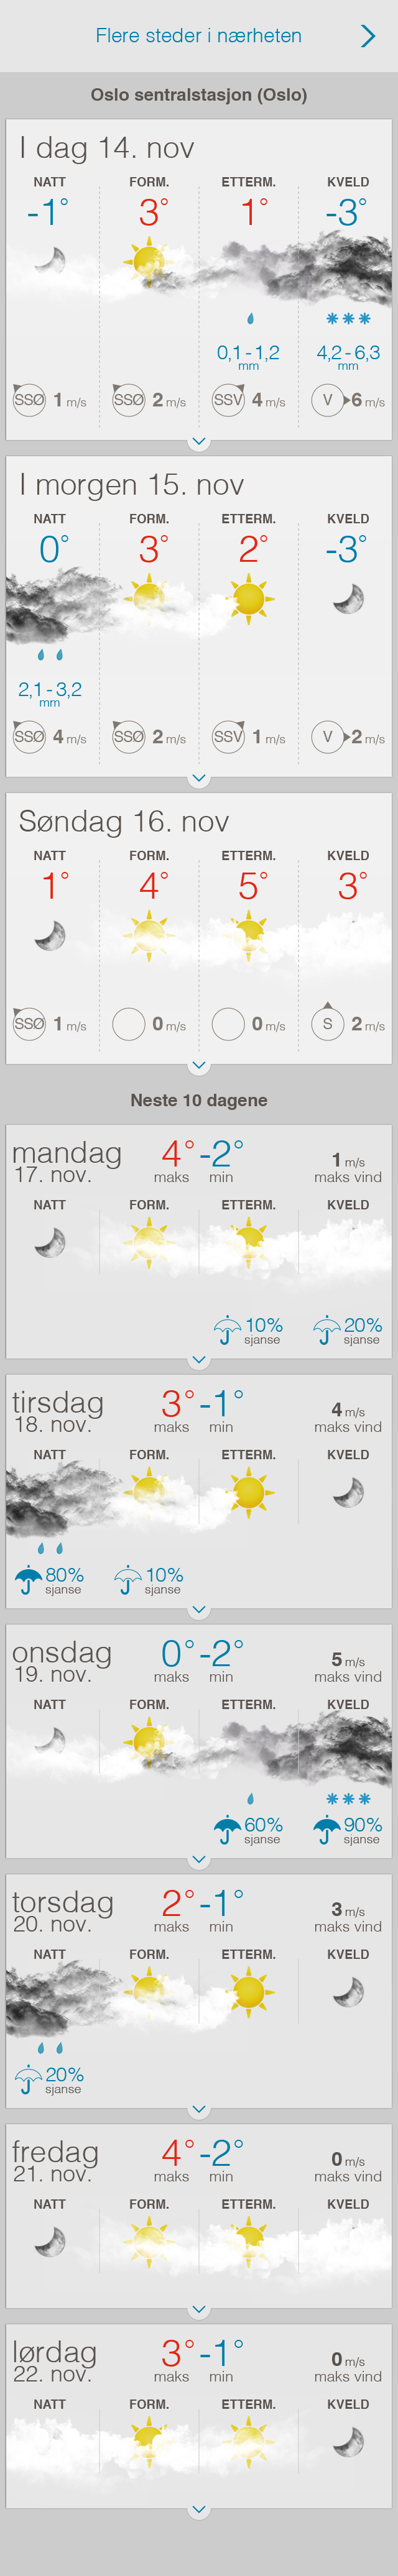 Flere steder i nærheten
Oslo sentralstasjon (Oslo)
I dag 14. nov
NATT FORM. ETTERM. KVELD
-1° 3° 1° -3°
0,1 - 1,2 4,2 - 6,3
mm mm
SSØ 1 m/s SSØ 2 m/s SSV 4 m/s V 6 m/s
I morgen 15. nov
NATT FORM. ETTERM. KVELD
0° 3° 2° -3°
2,1 - 3,2
mm
SSØ 4 m/s SSØ 2 m/s SSV 1 m/s V 2 m/s
Søndag 16. nov
NATT FORM. ETTERM. KVELD
1° 4° 5° 3°
SSØ 1 m/s 0 m/s 0 m/s S 2 m/s
Neste 10 dagene
mandag 4° -2° 1 m/s
17. nov. maks min maks vind
NATT FORM. ETTERM. KVELD
10% 20%
sjanse sjanse
tirsdag 3° -1° 4 m/s
18. nov. maks min maks vind
NATT FORM. ETTERM. KVELD
80% 10%
sjanse sjanse
onsdag 0° -2° 5 m/s
19. nov. maks min maks vind
NATT FORM. ETTERM. KVELD
60% 90%
sjanse sjanse
torsdag 2° -1° 3 m/s
20. nov. maks min maks vind
NATT FORM. ETTERM. KVELD
20%
sjanse
fredag 4° -2° 0 m/s
21. nov. maks min maks vind
NATT FORM. ETTERM. KVELD
lørdag 3° -1° 0 m/s
22. nov. maks min maks vind
NATT FORM. ETTERM. KVELD